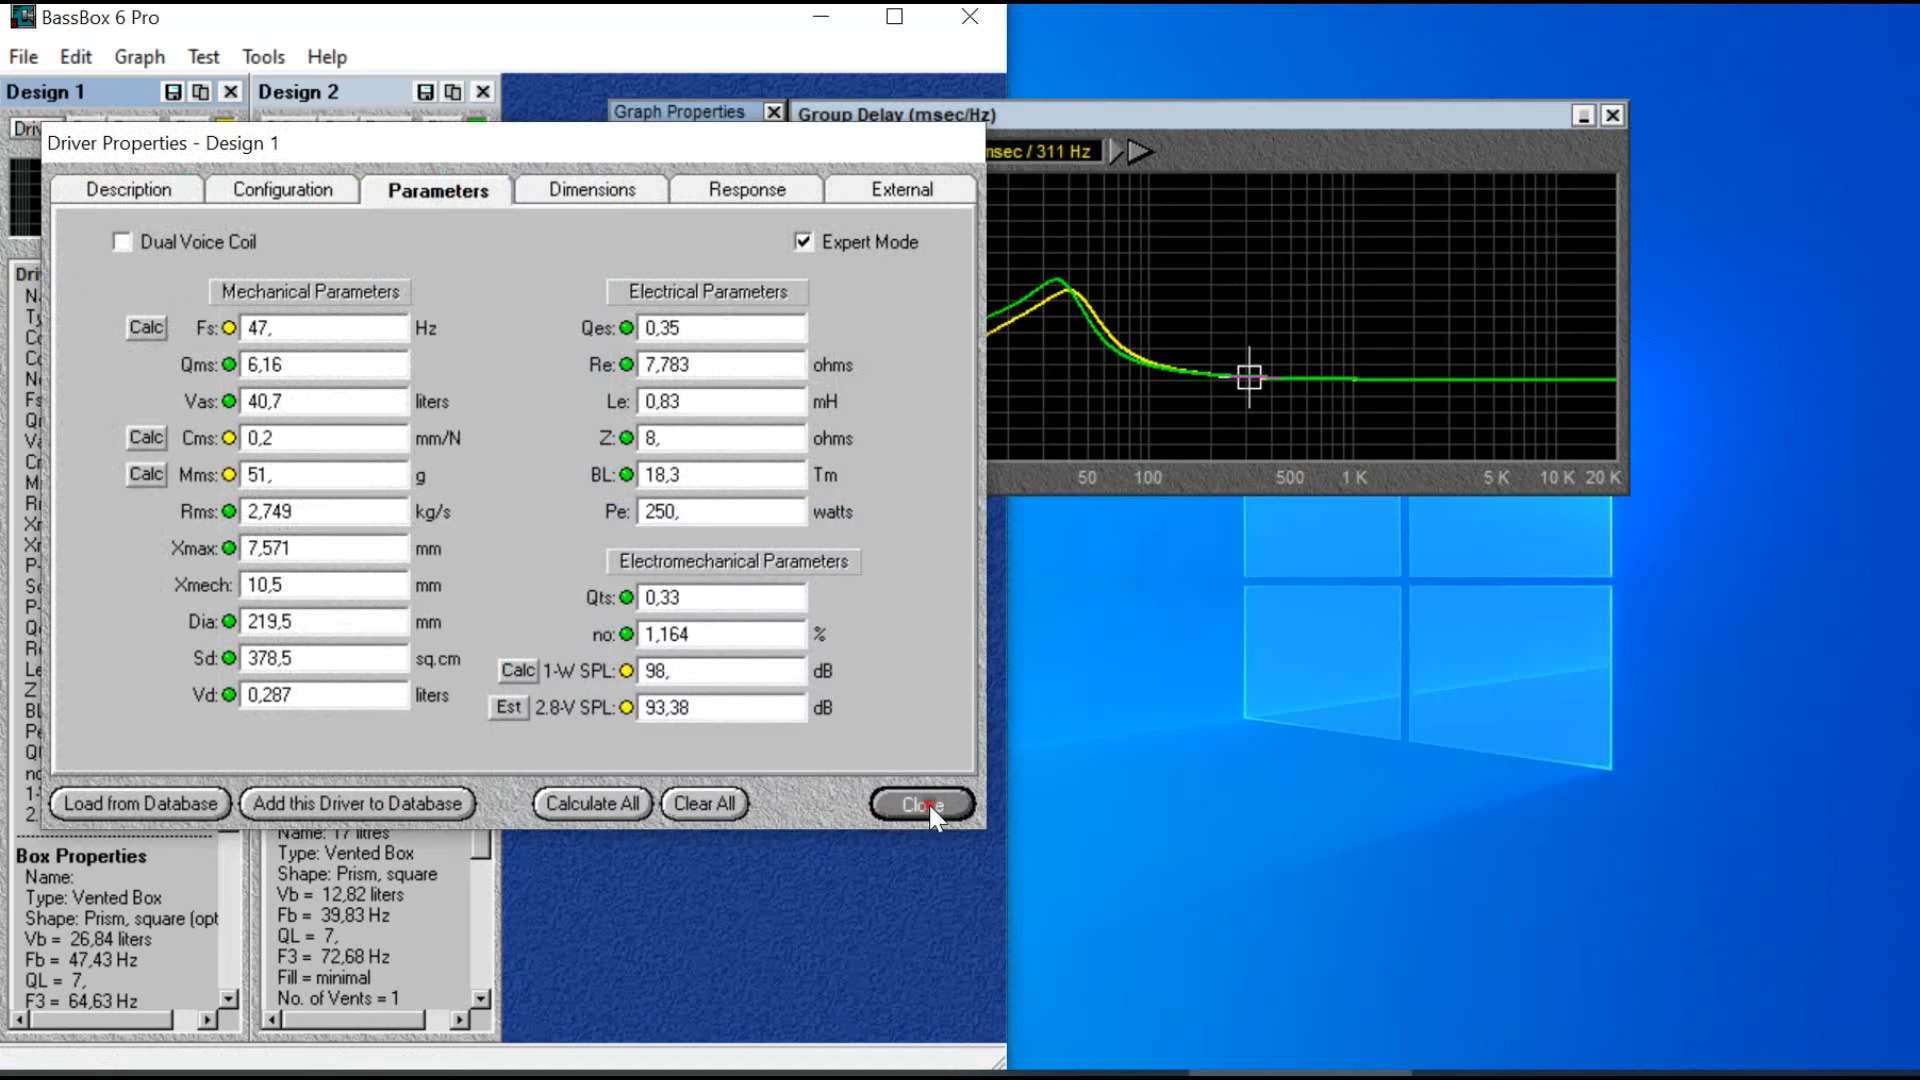 BassBox 6 Pro
File Edit Graph Test Tools Help
Design 1
Design 2
Graph Properties
Group Delay (msec/Hz)
msec / 311 Hz
50 100 500 1 K 5 K 10 K 20 K
Driver Properties - Design 1
Description Configuration Parameters Dimensions Response External
Dual Voice Coil
Expert Mode
Mechanical Parameters
Calc Fs: 47, Hz
Qms: 6,16
Vas: 40,7 liters
Calc Cms: 0,2 mm/N
Calc Mms: 51, g
Rms: 2,749 kg/s
Xmax: 7,571 mm
Xmech: 10,5 mm
Dia: 219,5 mm
Sd: 378,5 sq.cm
Vd: 0,287 liters
Electrical Parameters
Qes: 0,35
Re: 7,783 ohms
Le: 0,83 mH
Z: 8, ohms
BL: 18,3 Tm
Pe: 250, watts
Electromechanical Parameters
Qts: 0,33
no: 1,164 %
Calc 1-W SPL: 98, dB
Est 2.8-V SPL: 93,38 dB
Load from Database Add this Driver to Database Calculate All Clear All Close
Box Properties
Name:
Type: Vented Box
Shape: Prism, square (opt
Vb = 26,84 liters
Fb = 47,43 Hz
QL = 7,
F3 = 64,63 Hz
Name: 17 litres
Type: Vented Box
Shape: Prism, square
Vb = 12,82 liters
Fb = 39,83 Hz
QL = 7,
F3 = 72,68 Hz
Fill = minimal
No. of Vents = 1